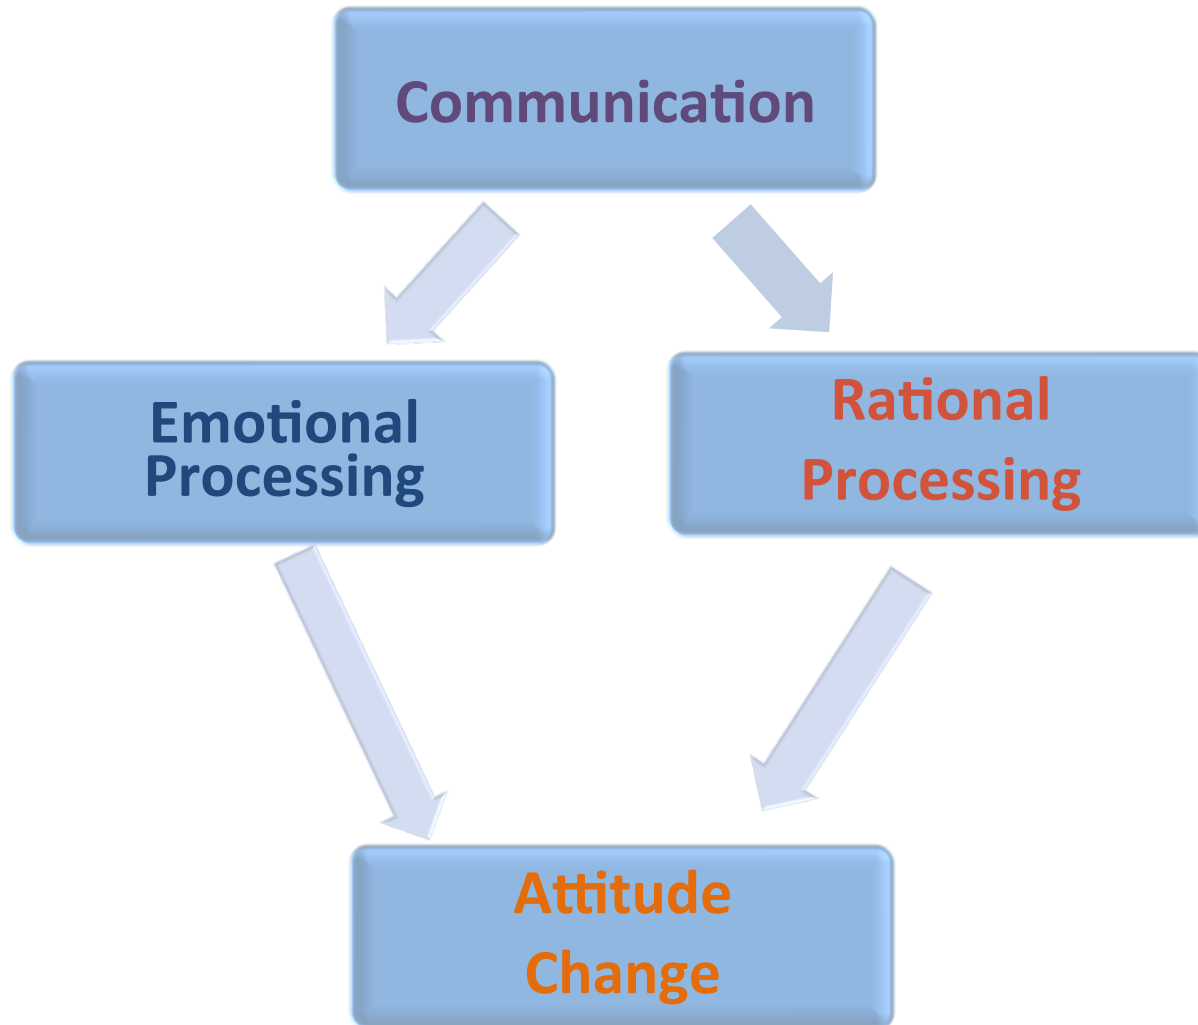 Communication
Emotional
Processing
Rational
Processing
Attitude
Change